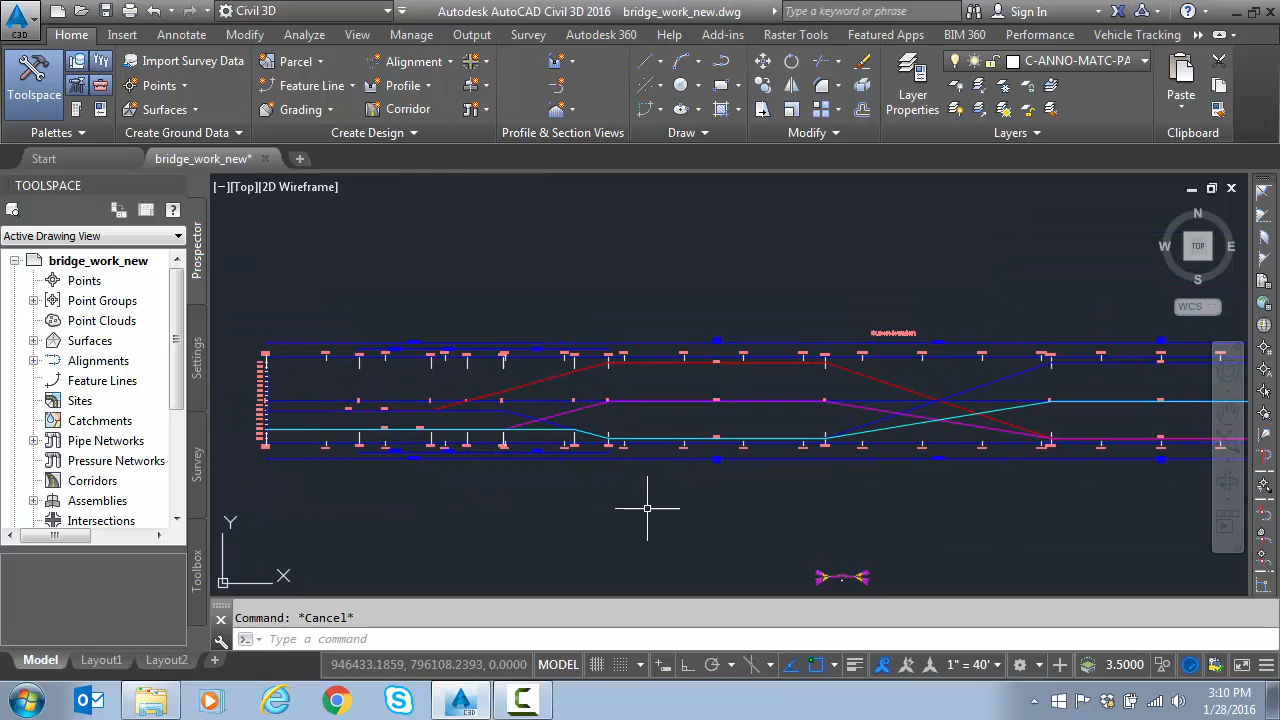 Civil 3D
Autodesk AutoCAD Civil 3D 2016 bridge_work_new.dwg
Type a keyword or phrase
Sign In
C3D
Home Insert Annotate Modify Analyze View Manage Output Survey Autodesk 360 Help Add-ins Raster Tools Featured Apps BIM 360 Performance Vehicle Tracking
Toolspace
Import Survey Data
Points
Surfaces
Parcel
Feature Line
Grading
Alignment
Profile
Corridor
Layer
Properties
C-ANNO-MATC-PA
Paste
Palettes Create Ground Data Create Design Profile & Section Views Draw Modify Layers Clipboard
Start bridge_work_new*
TOOLSPACE
Active Drawing View
bridge_work_new
Points
Point Groups
Point Clouds
Surfaces
Alignments
Feature Lines
Sites
Catchments
Pipe Networks
Pressure Networks
Corridors
Assemblies
Intersections
Prospector
Settings
Survey
Toolbox
[−][Top][2D Wireframe]
N
W TOP E
S
WCS
Y
X
Command: *Cancel*
Type a command
Model Layout1 Layout2
946433.1859, 796108.2393, 0.0000 MODEL 1" = 40' 3.5000
3:10 PM
1/28/2016